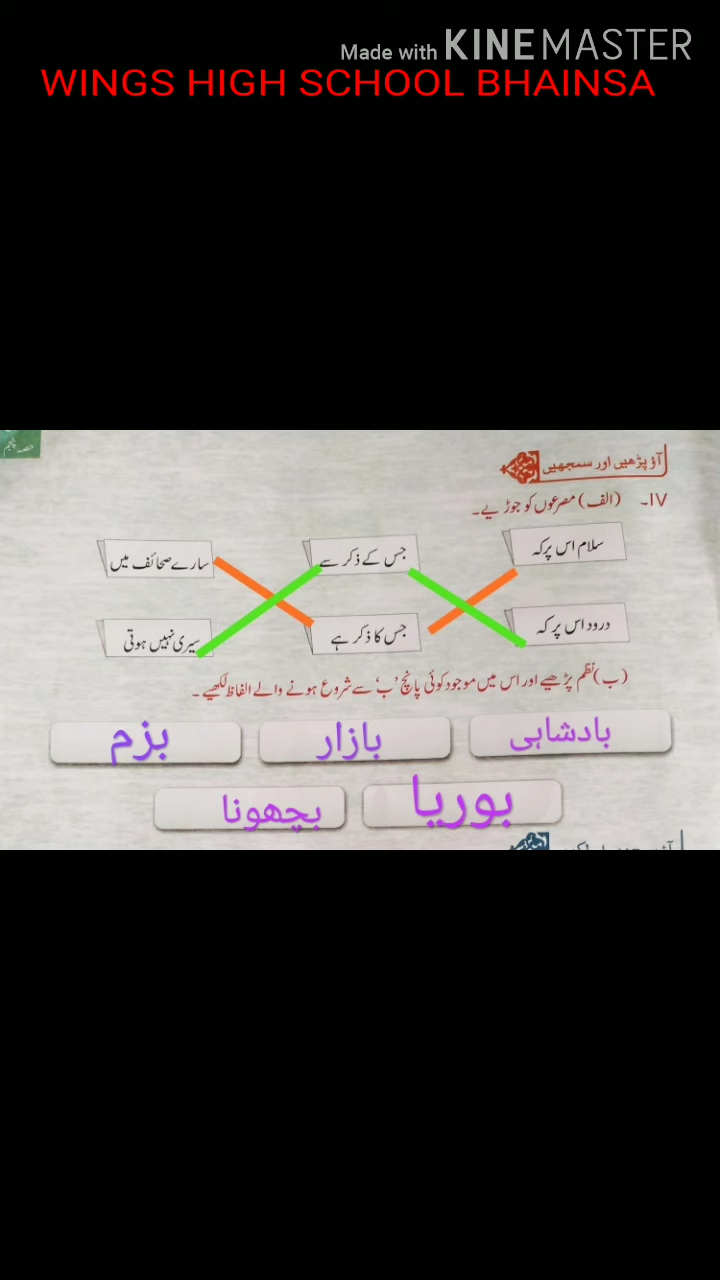 Made with KINEMASTER
WINGS HIGH SCHOOL BHAINSA
آؤ پڑھیں اور سمجھیں
IV۔ (الف) مصرعوں کو جوڑیے۔
سلام اس پر کہ جس کے ذکر سے سارے صحائف میں
درود اس پر کہ جس کا ذکر ہے سیری نہیں ہوتی
(ب) نظم پڑھیے اور اس میں موجود کوئی پانچ 'ب' سے شروع ہونے والے الفاظ لکھیے۔
بادشاہی بازار بزم
بوریا بچھونا